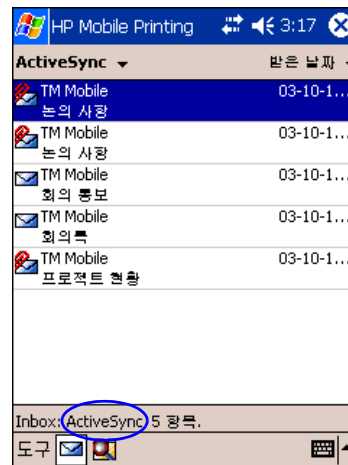 HP Mobile Printing 3:17
ActiveSync 받은 날짜
TM Mobile 03-10-1...
논의 사항
TM Mobile 03-10-1...
논의 사항
TM Mobile 03-10-1...
회의 통보
TM Mobile 03-10-1...
회의록
TM Mobile 03-10-1...
프로젝트 현황
Inbox: ActiveSync 5 항목.
도구